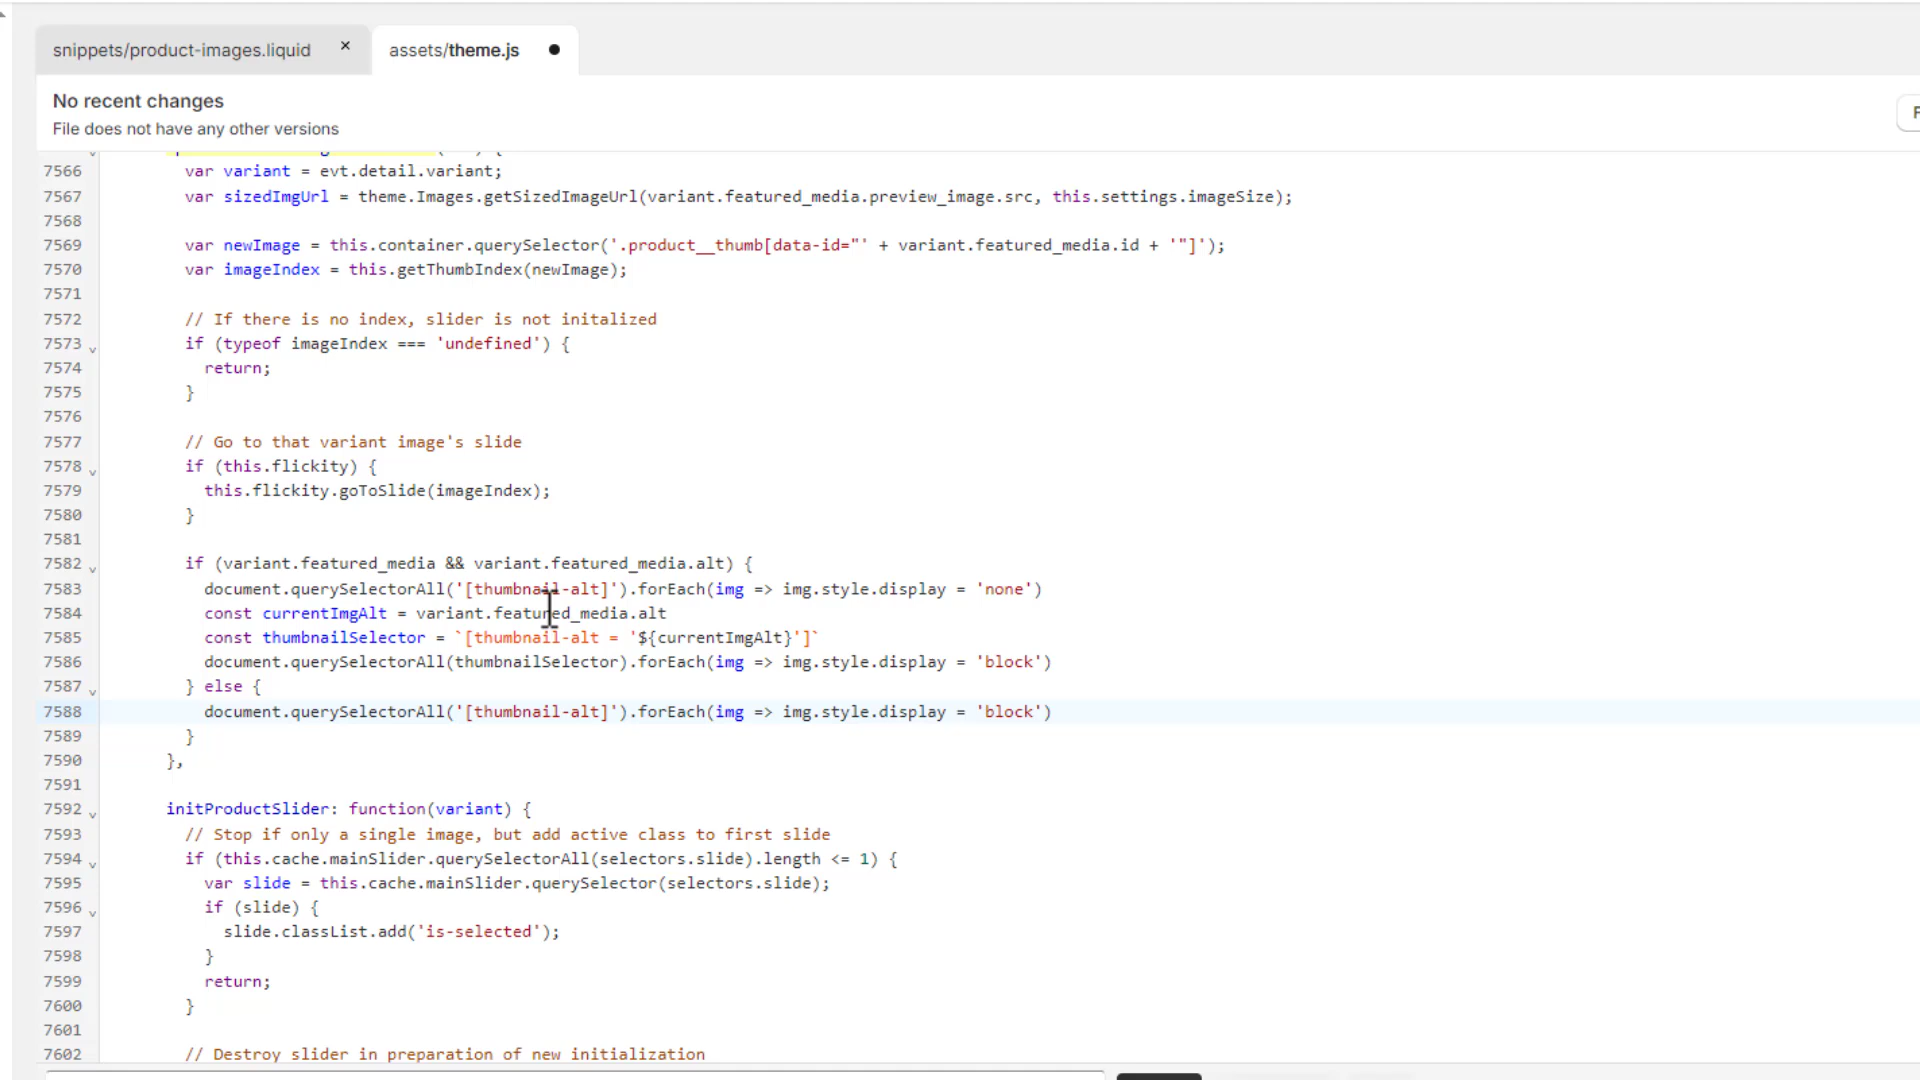 snippets/product-images.liquid ×
assets/theme.js
No recent changes
File does not have any other versions
7566 var variant = evt.detail.variant;
7567 var sizedImgUrl = theme.Images.getSizedImageUrl(variant.featured_media.preview_image.src, this.settings.imageSize);
7568
7569 var newImage = this.container.querySelector('.product__thumb[data-id="' + variant.featured_media.id + '"]');
7570 var imageIndex = this.getThumbIndex(newImage);
7571
7572 // If there is no index, slider is not initalized
7573 if (typeof imageIndex === 'undefined') {
7574 return;
7575 }
7576
7577 // Go to that variant image's slide
7578 if (this.flickity) {
7579 this.flickity.goToSlide(imageIndex);
7580 }
7581
7582 if (variant.featured_media && variant.featured_media.alt) {
7583 document.querySelectorAll('[thumbnail-alt]').forEach(img => img.style.display = 'none')
7584 const currentImgAlt = variant.featured_media.alt
7585 const thumbnailSelector = `[thumbnail-alt = '${currentImgAlt}']`
7586 document.querySelectorAll(thumbnailSelector).forEach(img => img.style.display = 'block')
7587 } else {
7588 document.querySelectorAll('[thumbnail-alt]').forEach(img => img.style.display = 'block')
7589 }
7590 },
7591
7592 initProductSlider: function(variant) {
7593 // Stop if only a single image, but add active class to first slide
7594 if (this.cache.mainSlider.querySelectorAll(selectors.slide).length <= 1) {
7595 var slide = this.cache.mainSlider.querySelector(selectors.slide);
7596 if (slide) {
7597 slide.classList.add('is-selected');
7598 }
7599 return;
7600 }
7601
7602 // Destroy slider in preparation of new initialization